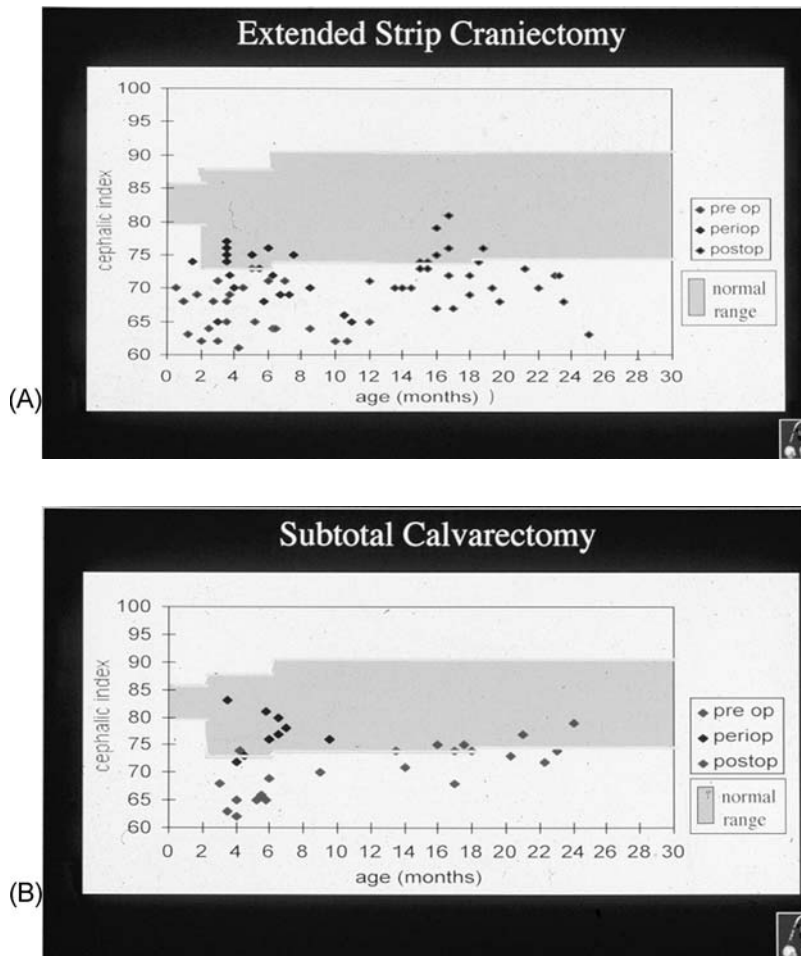 Extended Strip Craniectomy
100
95
90
85
80
75
70
65
60
cephalic index
0 2 4 6 8 10 12 14 16 18 20 22 24 26 28 30
age (months) )
pre op
periop
postop
normal
range
(A)
Subtotal Calvarectomy
100
95
90
85
80
75
70
65
60
cephalic index
0 2 4 6 8 10 12 14 16 18 20 22 24 26 28 30
age (months)
pre op
periop
postop
normal
range
(B)